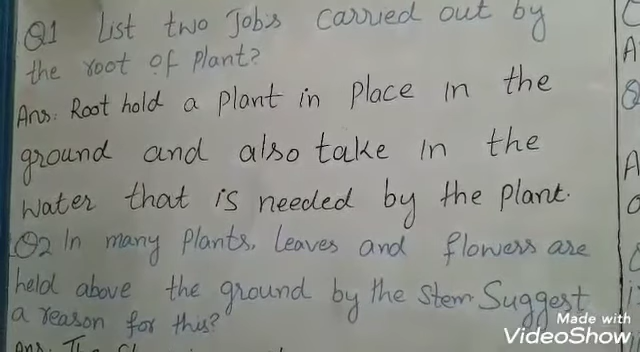 Q1 List two Jobs carried out by
the root of Plant?
Ans. Root hold a plant in place in the
ground and also take in the
water that is needed by the plant.
Q2 In many plants, leaves and flowers are
held above the ground by the stem Suggest
a reason for this?
Ans. The
Made with
VideoShow